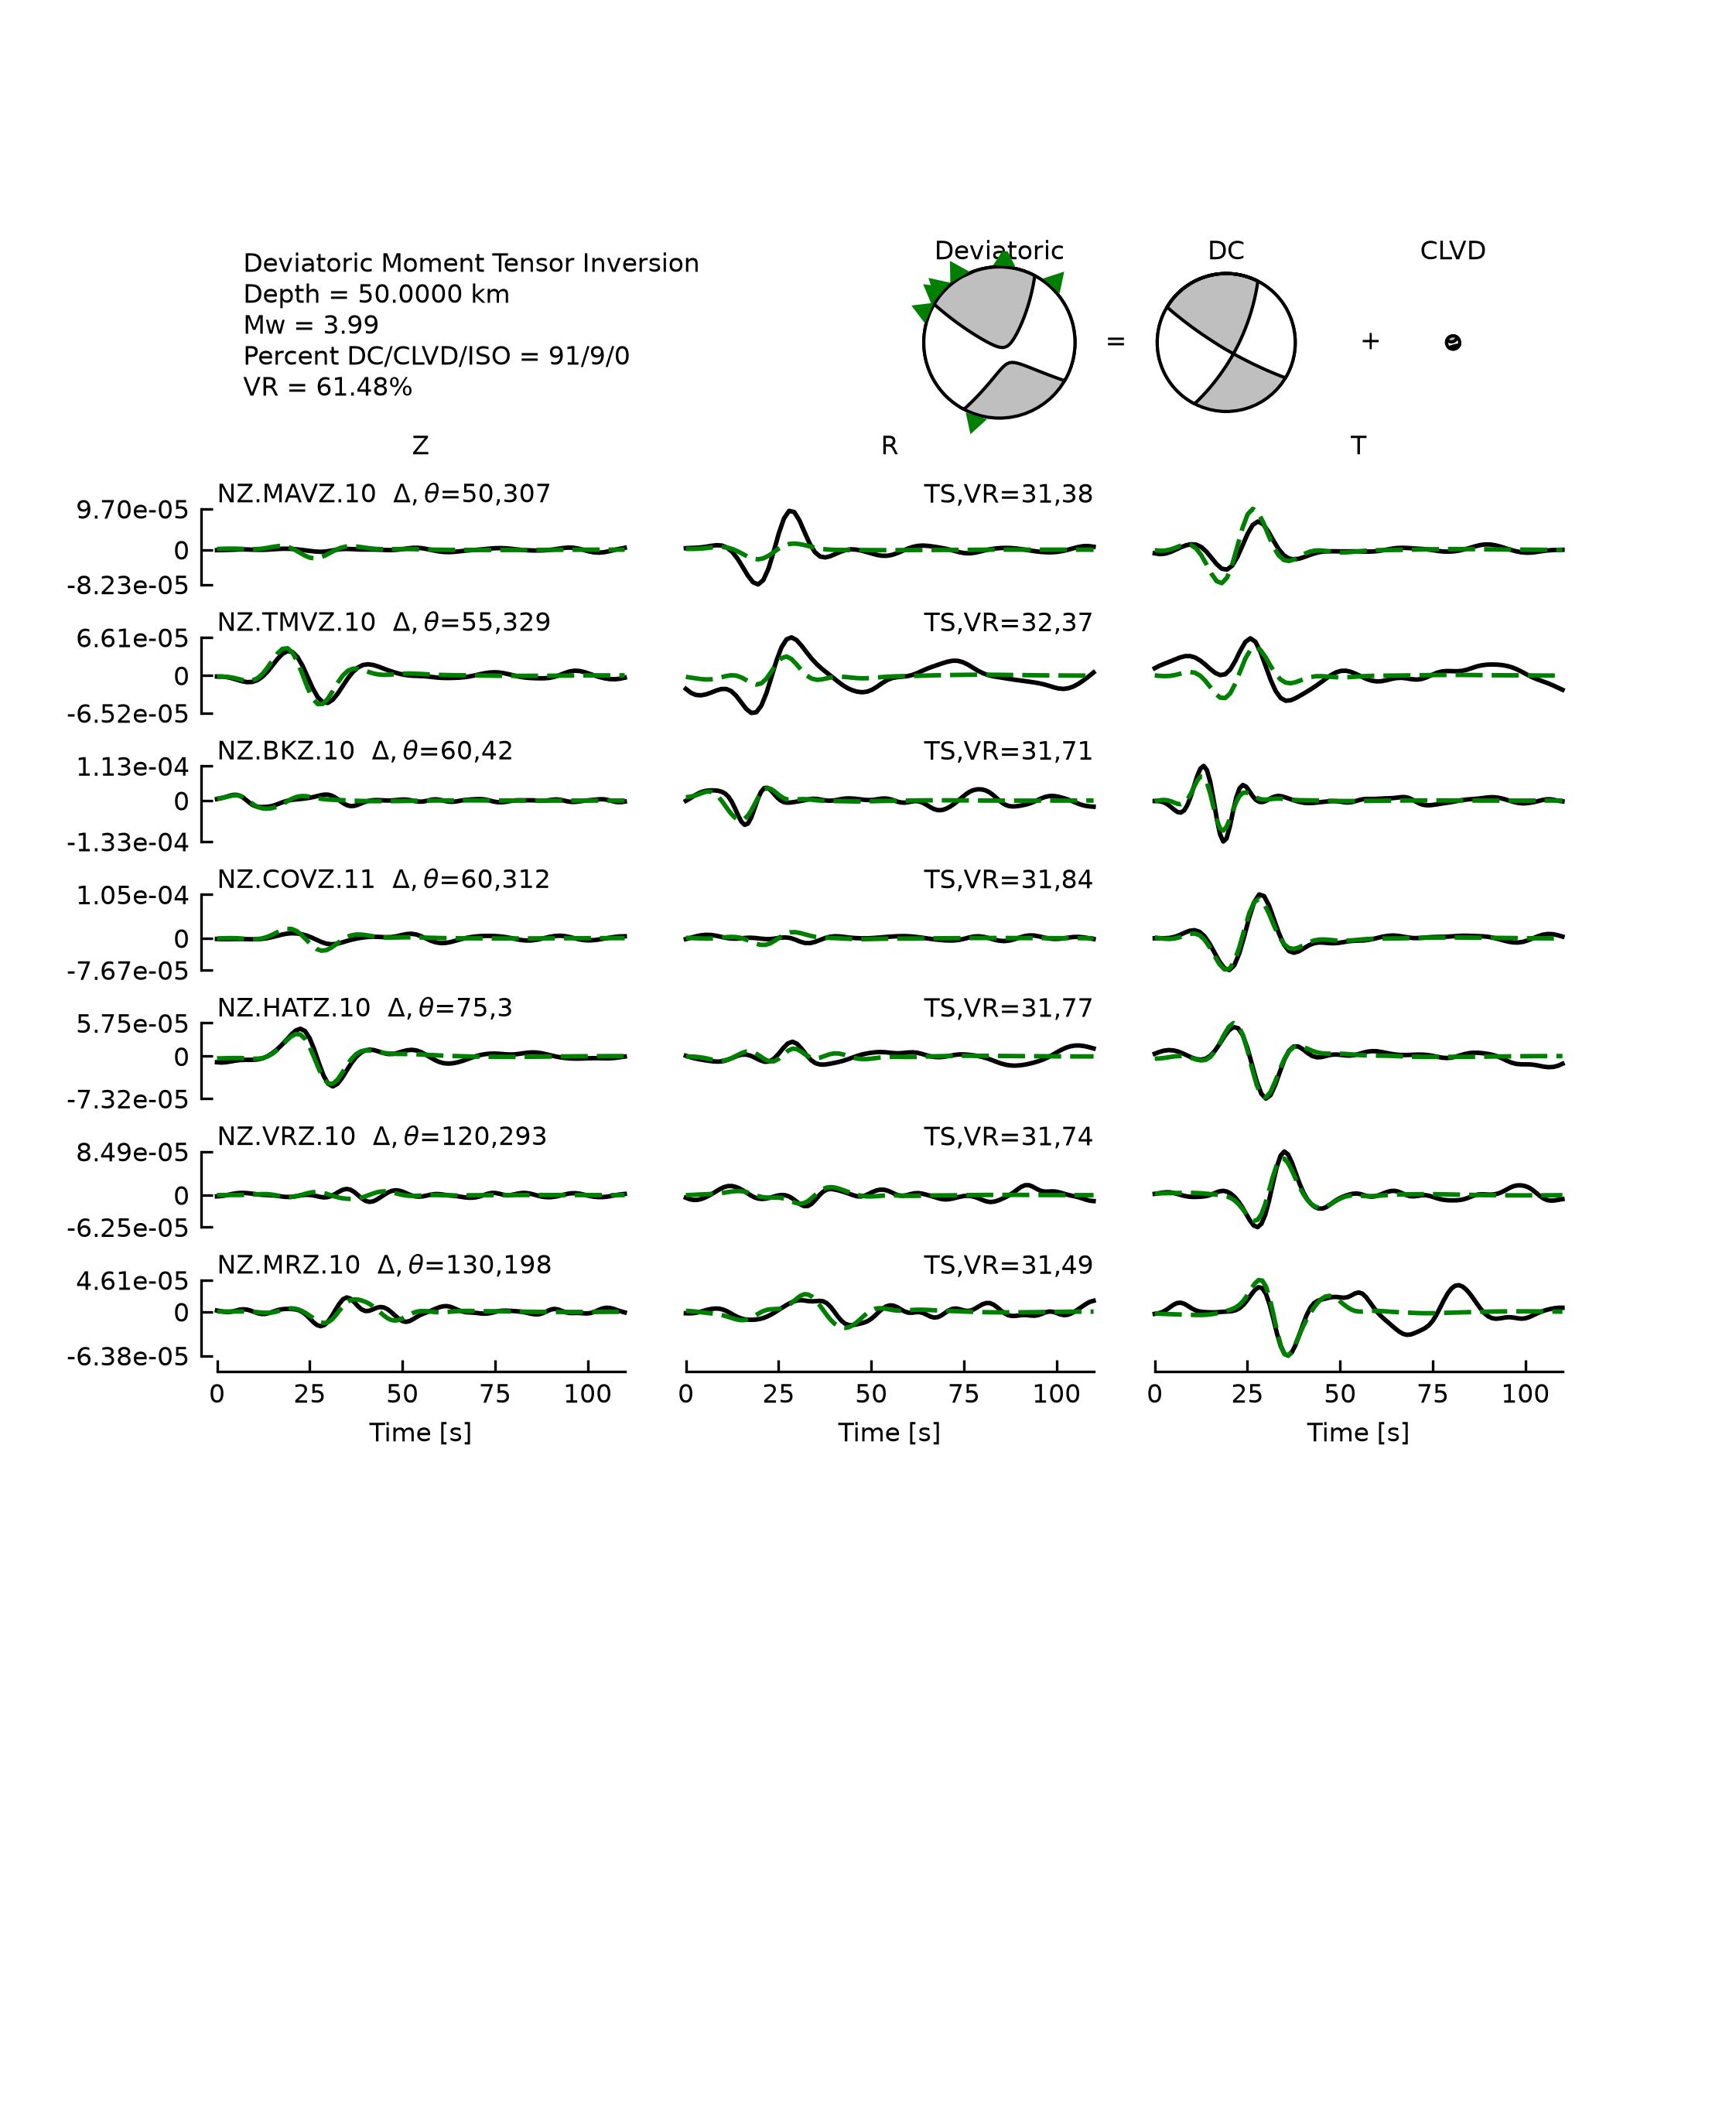 Deviatoric Moment Tensor Inversion
Depth = 50.0000 km
Mw = 3.99
Percent DC/CLVD/ISO = 91/9/0
VR = 61.48%
Deviatoric DC CLVD
= +
Z R T
NZ.MAVZ.10 Δ,θ=50,307 TS,VR=31,38
9.70e-05
0
-8.23e-05
NZ.TMVZ.10 Δ,θ=55,329 TS,VR=32,37
6.61e-05
0
-6.52e-05
NZ.BKZ.10 Δ,θ=60,42 TS,VR=31,71
1.13e-04
0
-1.33e-04
NZ.COVZ.11 Δ,θ=60,312 TS,VR=31,84
1.05e-04
0
-7.67e-05
NZ.HATZ.10 Δ,θ=75,3 TS,VR=31,77
5.75e-05
0
-7.32e-05
NZ.VRZ.10 Δ,θ=120,293 TS,VR=31,74
8.49e-05
0
-6.25e-05
NZ.MRZ.10 Δ,θ=130,198 TS,VR=31,49
4.61e-05
0
-6.38e-05
0 25 50 75 100 0 25 50 75 100 0 25 50 75 100
Time [s] Time [s] Time [s]